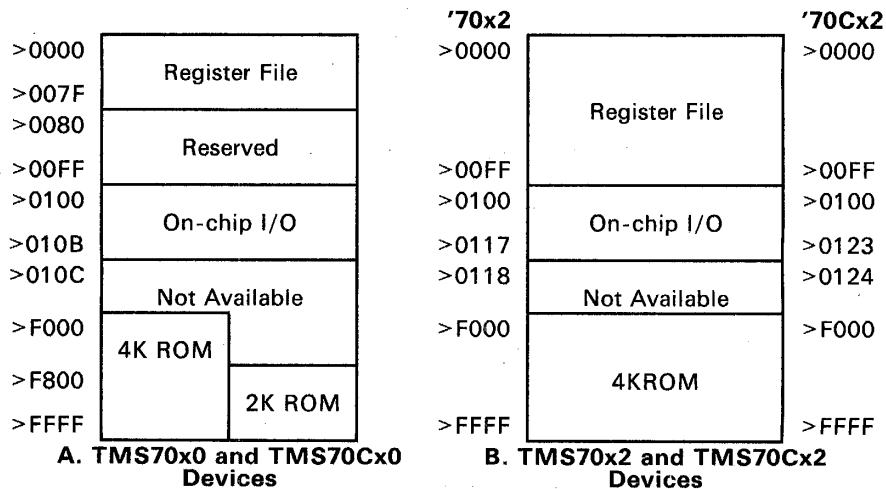 '70x2 '70Cx2
>0000
Register File
>007F
>0080
Reserved
>00FF
>0100
On-chip I/O
>010B
>010C
Not Available
>F000
4K ROM
>F800
2K ROM
>FFFF
A. TMS70x0 and TMS70Cx0
Devices
>0000 >0000
Register File
>00FF >00FF
>0100 >0100
On-chip I/O
>0117 >0123
>0118 >0124
Not Available
>F000 >F000
4KROM
>FFFF >FFFF
B. TMS70x2 and TMS70Cx2
Devices